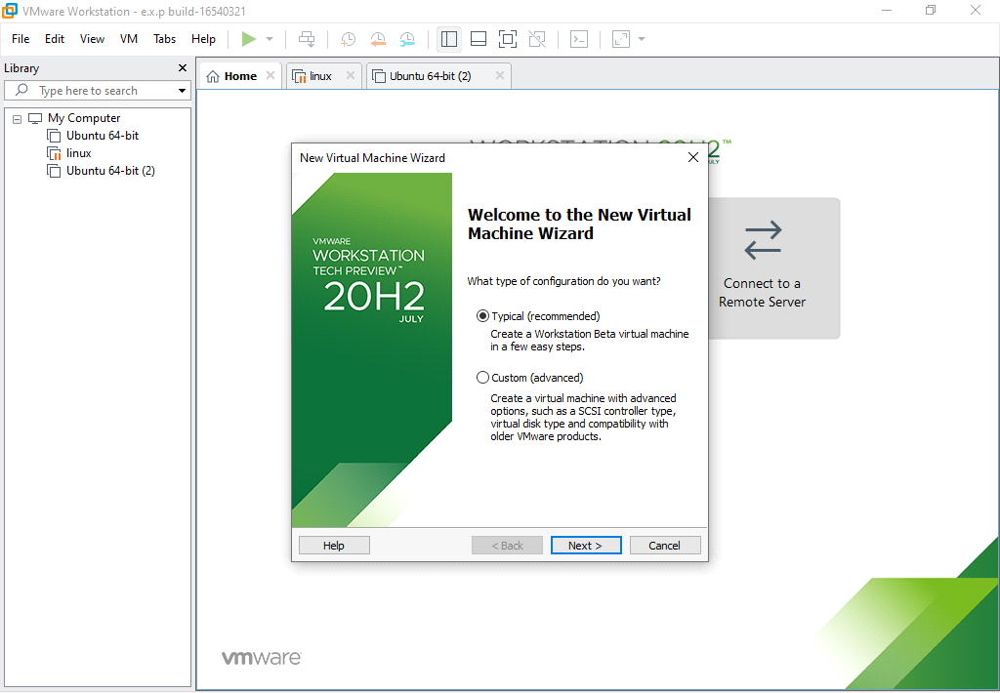 VMware Workstation - e.x.p build-16540321
File Edit View VM Tabs Help
Library
Type here to search
My Computer
Ubuntu 64-bit
linux
Ubuntu 64-bit (2)
Home
linux
Ubuntu 64-bit (2)
WORKSTATION 20H2™
JULY
New Virtual Machine Wizard
VMWARE
WORKSTATION
TECH PREVIEW™
20H2
JULY
Welcome to the New Virtual
Machine Wizard
What type of configuration do you want?
Typical (recommended)
Create a Workstation Beta virtual machine
in a few easy steps.
Custom (advanced)
Create a virtual machine with advanced
options, such as a SCSI controller type,
virtual disk type and compatibility with
older VMware products.
Help
< Back
Next >
Cancel
Connect to a
Remote Server
vmware